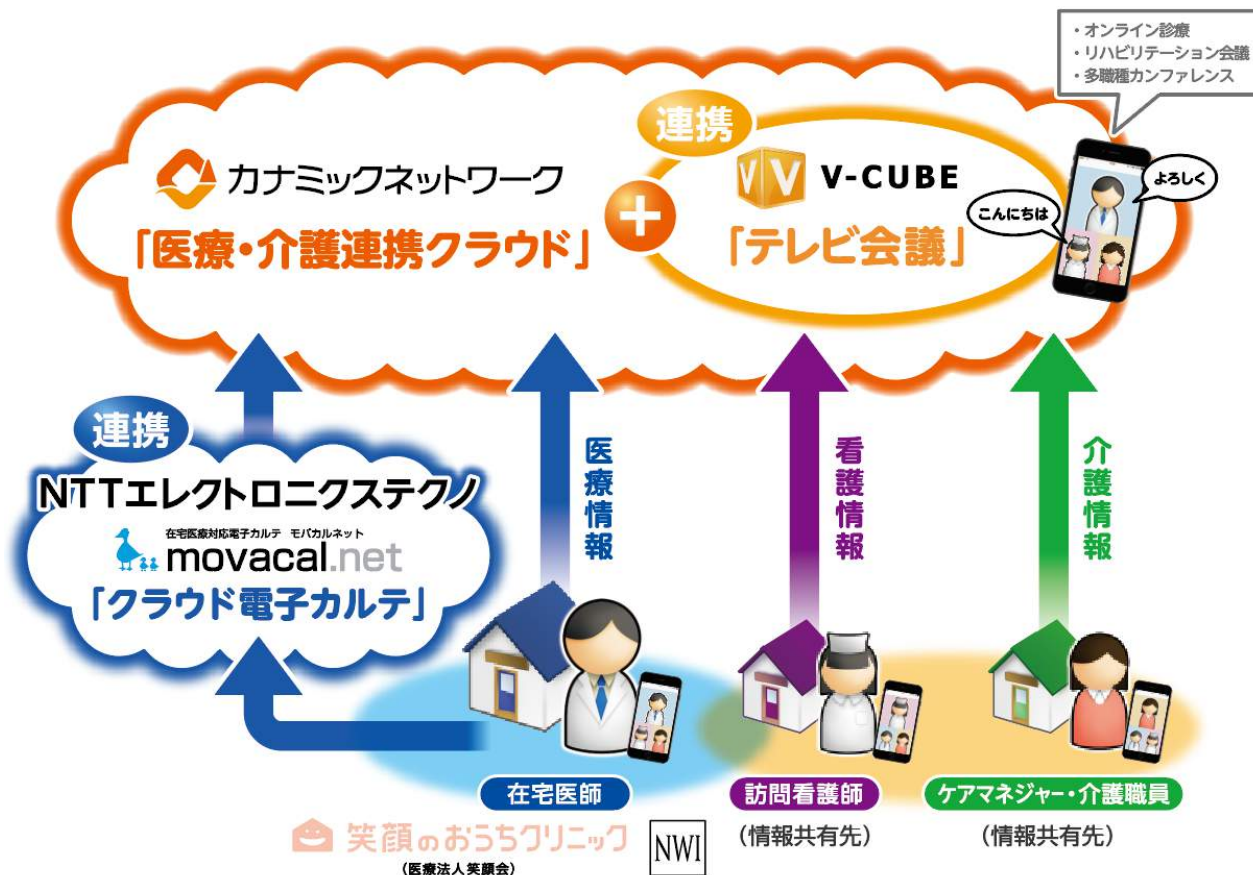 ・オンライン診療
・リハビリテーション会議
・多職種カンファレンス
連携
カナミックネットワーク
「医療・介護連携クラウド」
+
V-CUBE
「テレビ会議」
こんにちは
よろしく
連携
NTTエレクトロニクステクノ
在宅医療対応電子カルテ モバカルネット
movacal.net
「クラウド電子カルテ」
医療情報
看護情報
介護情報
在宅医師
訪問看護師
ケアマネジャー・介護職員
(情報共有先)
(情報共有先)
笑顔のおうちクリニック
(医療法人笑顔会)
NWI